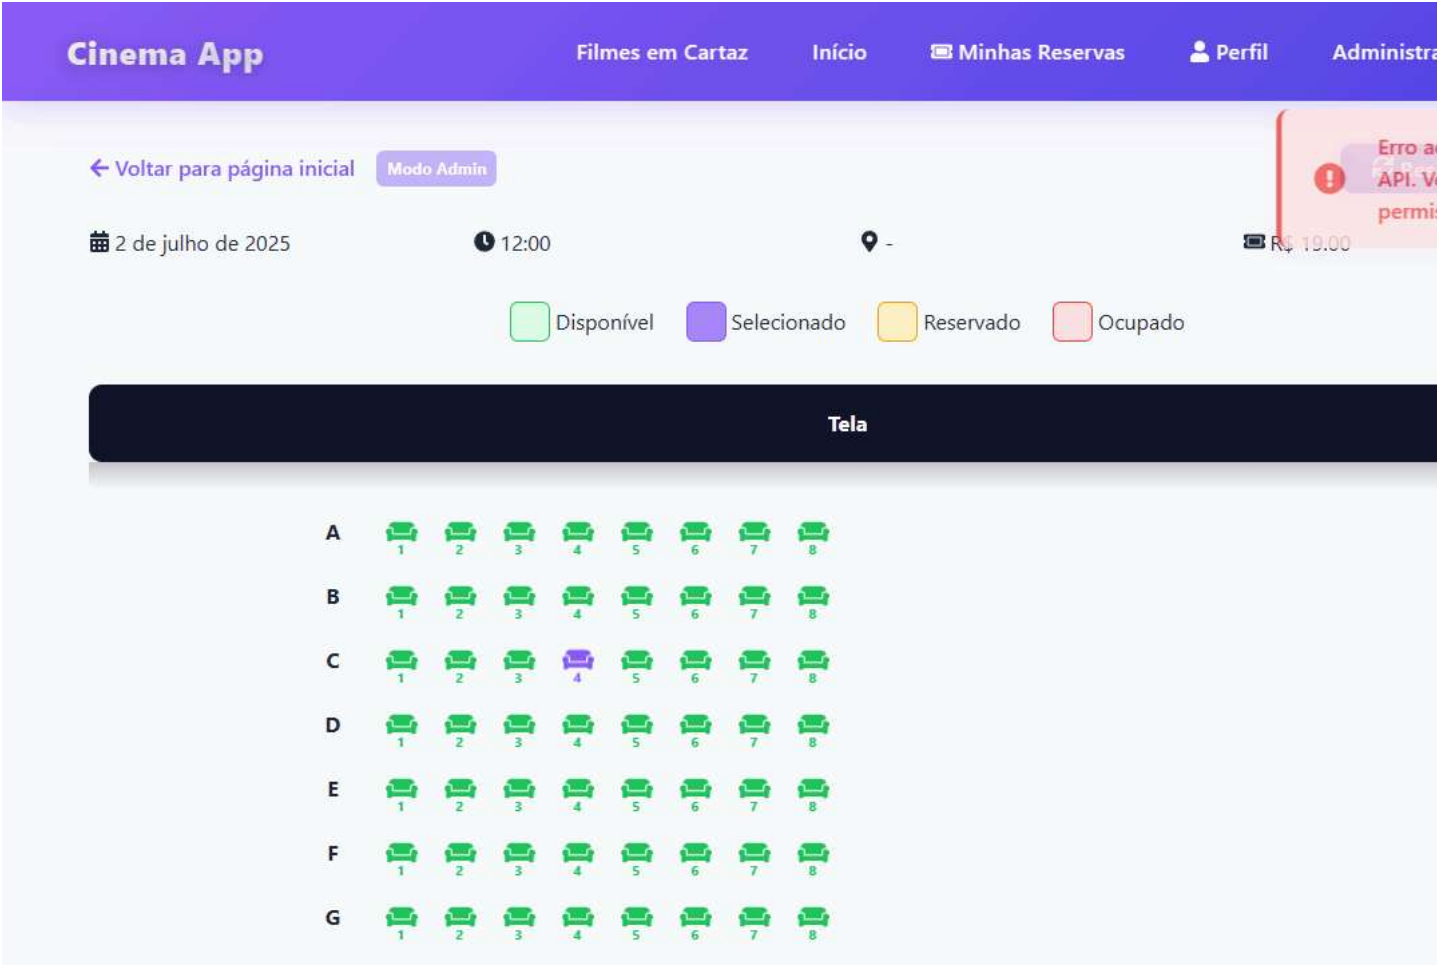 Cinema App Filmes em Cartaz Início Minhas Reservas Perfil Administra
Voltar para página inicial Modo Admin
Erro a
API. V
permis
2 de julho de 2025 12:00 - R$ 19.00
Disponível Selecionado Reservado Ocupado
Tela
A 1 2 3 4 5 6 7 8
B 1 2 3 4 5 6 7 8
C 1 2 3 4 5 6 7 8
D 1 2 3 4 5 6 7 8
E 1 2 3 4 5 6 7 8
F 1 2 3 4 5 6 7 8
G 1 2 3 4 5 6 7 8